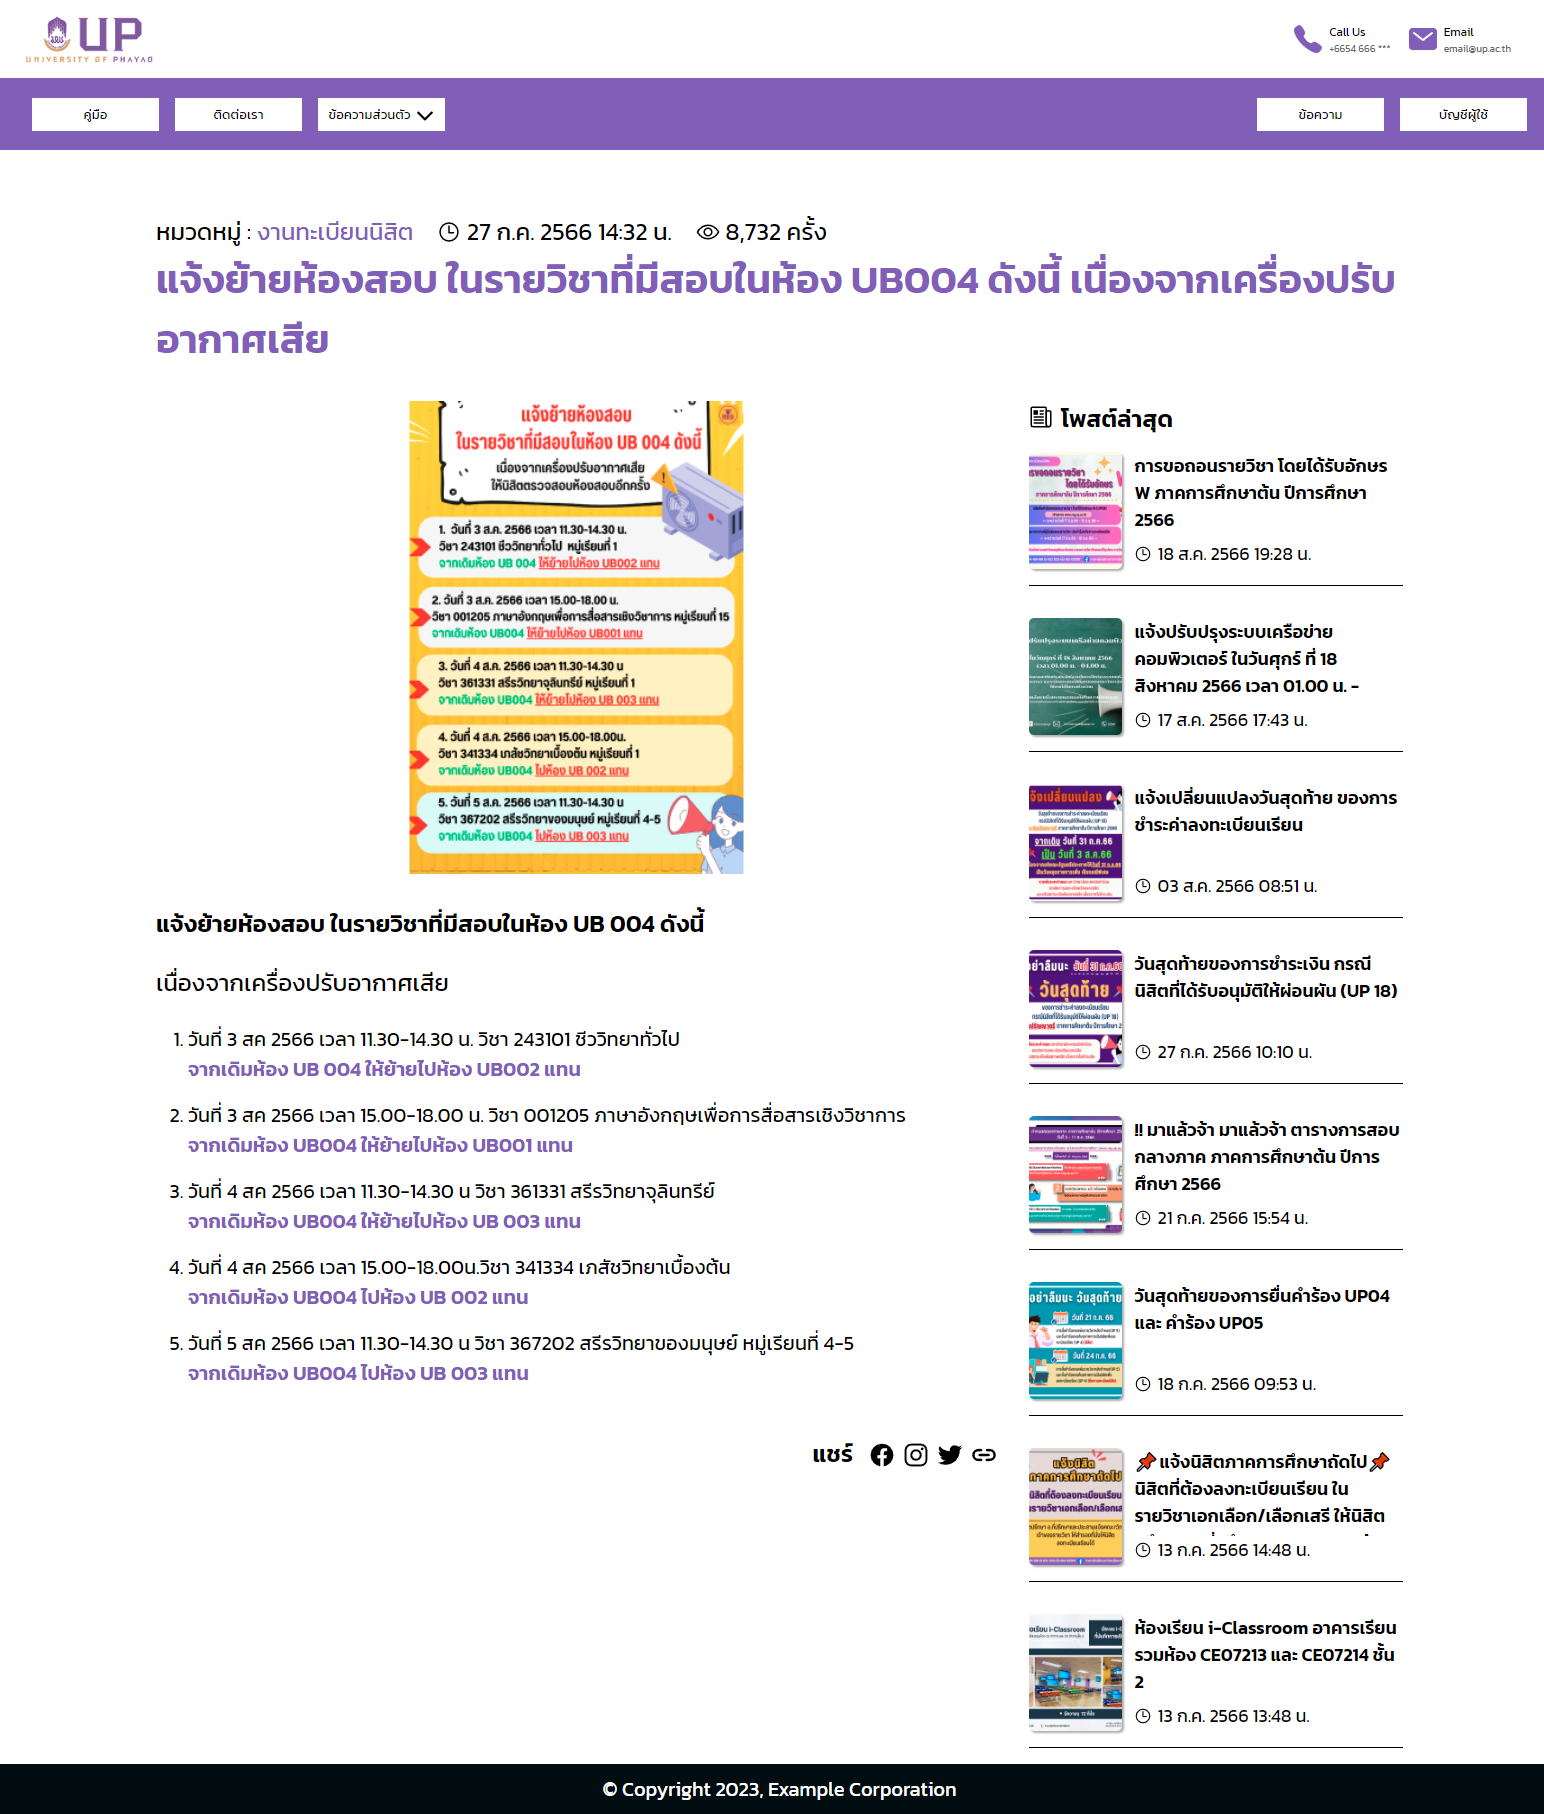 UP
UNIVERSITY OF PHAYAO
Call Us
+6654 666 ***
Email
email@up.ac.th
คู่มือ
ติดต่อเรา
ข้อความส่วนตัว
ข้อความ
บัญชีผู้ใช้
หมวดหมู่ : งานทะเบียนนิสิต
27 ก.ค. 2566 14:32 น.
8,732 ครั้ง
แจ้งย้ายห้องสอบ ในรายวิชาที่มีสอบในห้อง UB004 ดังนี้ เนื่องจากเครื่องปรับ
อากาศเสีย
แจ้งย้ายห้องสอบ
ในรายวิชาที่มีสอบในห้อง UB 004 ดังนี้
เนื่องจากเครื่องปรับอากาศเสีย
ให้นิสิตตรวจสอบห้องสอบอีกครั้ง
1. วันที่ 3 ส.ค. 2566 เวลา 11.30-14.30 น.
วิชา 243101 ชีววิทยาทั่วไป หมู่เรียนที่ 1
จากเดิมห้อง UB 004 ให้ย้ายไปห้อง UB002 แทน
2. วันที่ 3 ส.ค. 2566 เวลา 15.00-18.00 น.
วิชา 001205 ภาษาอังกฤษเพื่อการสื่อสารเชิงวิชาการ หมู่เรียนที่ 15
จากเดิมห้อง UB004 ให้ย้ายไปห้อง UB001 แทน
3. วันที่ 4 ส.ค. 2566 เวลา 11.30-14.30 น
วิชา 361331 สรีรวิทยาจุลินทรีย์ หมู่เรียนที่ 1
จากเดิมห้อง UB004 ให้ย้ายไปห้อง UB 003 แทน
4. วันที่ 4 ส.ค. 2566 เวลา 15.00-18.00น.
วิชา 341334 เภสัชวิทยาเบื้องต้น หมู่เรียนที่ 1
จากเดิมห้อง UB004 ไปห้อง UB 002 แทน
5. วันที่ 5 ส.ค. 2566 เวลา 11.30-14.30 น
วิชา 367202 สรีรวิทยาของมนุษย์ หมู่เรียนที่ 4-5
จากเดิมห้อง UB004 ไปห้อง UB 003 แทน
แจ้งย้ายห้องสอบ ในรายวิชาที่มีสอบในห้อง UB 004 ดังนี้
เนื่องจากเครื่องปรับอากาศเสีย
1. วันที่ 3 สค 2566 เวลา 11.30-14.30 น. วิชา 243101 ชีววิทยาทั่วไป
จากเดิมห้อง UB 004 ให้ย้ายไปห้อง UB002 แทน
2. วันที่ 3 สค 2566 เวลา 15.00-18.00 น. วิชา 001205 ภาษาอังกฤษเพื่อการสื่อสารเชิงวิชาการ
จากเดิมห้อง UB004 ให้ย้ายไปห้อง UB001 แทน
3. วันที่ 4 สค 2566 เวลา 11.30-14.30 น วิชา 361331 สรีรวิทยาจุลินทรีย์
จากเดิมห้อง UB004 ให้ย้ายไปห้อง UB 003 แทน
4. วันที่ 4 สค 2566 เวลา 15.00-18.00น.วิชา 341334 เภสัชวิทยาเบื้องต้น
จากเดิมห้อง UB004 ไปห้อง UB 002 แทน
5. วันที่ 5 สค 2566 เวลา 11.30-14.30 น วิชา 367202 สรีรวิทยาของมนุษย์ หมู่เรียนที่ 4-5
จากเดิมห้อง UB004 ไปห้อง UB 003 แทน
แชร์
โพสต์ล่าสุด
การขอถอนรายวิชา โดยได้รับอักษร
W ภาคการศึกษาต้น ปีการศึกษา
2566
18 ส.ค. 2566 19:28 น.
แจ้งปรับปรุงระบบเครือข่าย
คอมพิวเตอร์ ในวันศุกร์ ที่ 18
สิงหาคม 2566 เวลา 01.00 น. -
17 ส.ค. 2566 17:43 น.
แจ้งเปลี่ยนแปลงวันสุดท้าย ของการ
ชำระค่าลงทะเบียนเรียน
03 ส.ค. 2566 08:51 น.
วันสุดท้ายของการชำระเงิน กรณี
นิสิตที่ได้รับอนุมัติให้ผ่อนผัน (UP 18)
27 ก.ค. 2566 10:10 น.
!! มาแล้วจ้า มาแล้วจ้า ตารางการสอบ
กลางภาค ภาคการศึกษาต้น ปีการ
ศึกษา 2566
21 ก.ค. 2566 15:54 น.
วันสุดท้ายของการยื่นคำร้อง UP04
และ คำร้อง UP05
18 ก.ค. 2566 09:53 น.
📌แจ้งนิสิตภาคการศึกษาถัดไป📌
นิสิตที่ต้องลงทะเบียนเรียน ใน
รายวิชาเอกเลือก/เลือกเสรี ให้นิสิต
13 ก.ค. 2566 14:48 น.
ห้องเรียน i-Classroom อาคารเรียน
รวมห้อง CE07213 และ CE07214 ชั้น
2
13 ก.ค. 2566 13:48 น.
© Copyright 2023, Example Corporation